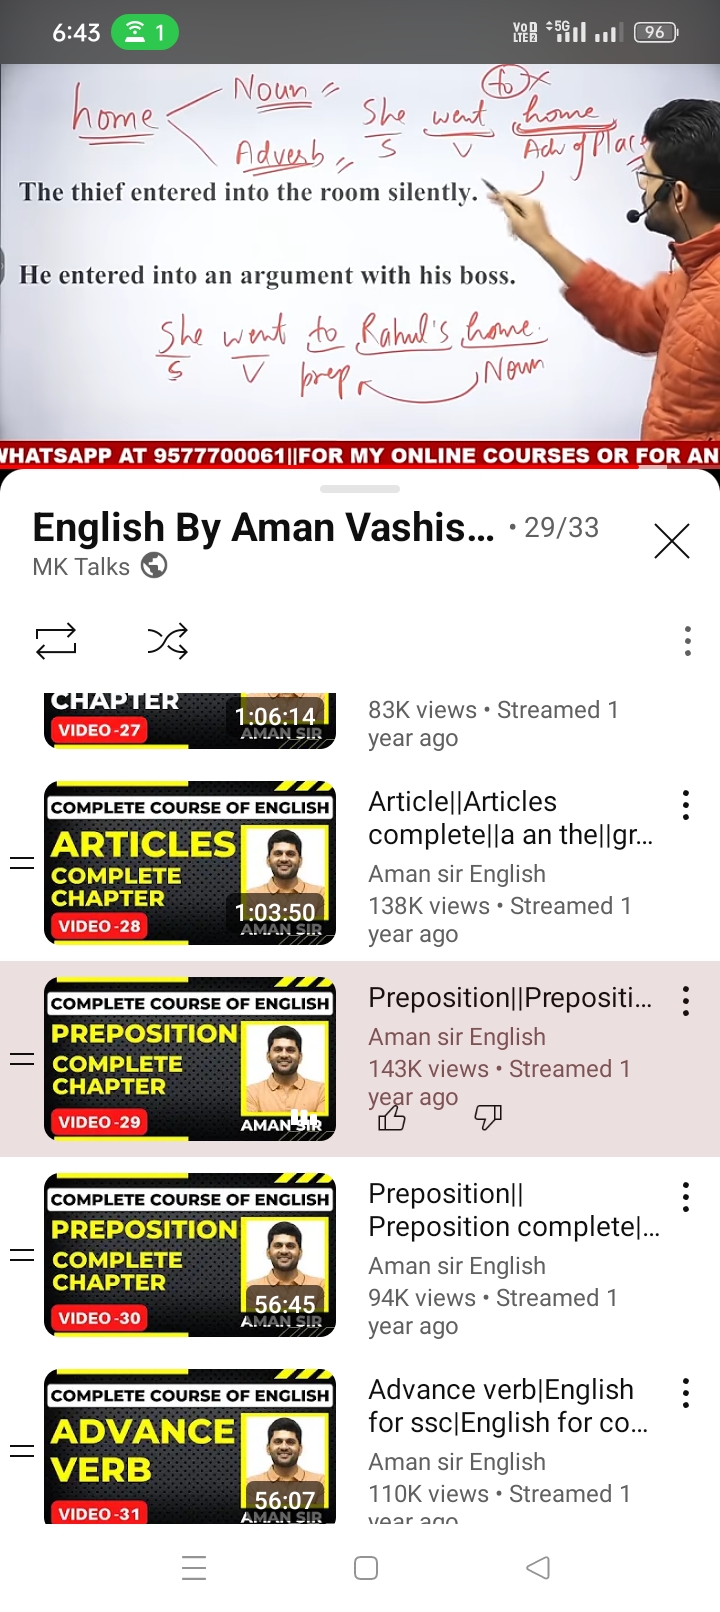 6:43
1
VoD
LTE2
5G
96
Noun =
to x
home
She went home
S V Adv of Place
Adverb
The thief entered into the room silently.
He entered into an argument with his boss.
She went to Rahul's home.
S V prep Noun
WHATSAPP AT 9577700061||FOR MY ONLINE COURSES OR FOR AN
English By Aman Vashis... • 29/33
MK Talks
CHAPTER
VIDEO -27
1:06:14
AMAN SIR
83K views • Streamed 1
year ago
COMPLETE COURSE OF ENGLISH
ARTICLES
COMPLETE
CHAPTER
VIDEO -28
1:03:50
AMAN SIR
Article||Articles
complete||a an the||gr...
Aman sir English
138K views • Streamed 1
year ago
COMPLETE COURSE OF ENGLISH
PREPOSITION
COMPLETE
CHAPTER
VIDEO -29
AMAN SIR
Preposition||Prepositi...
Aman sir English
143K views • Streamed 1
year ago
COMPLETE COURSE OF ENGLISH
PREPOSITION
COMPLETE
CHAPTER
VIDEO -30
56:45
AMAN SIR
Preposition||
Preposition complete|...
Aman sir English
94K views • Streamed 1
year ago
COMPLETE COURSE OF ENGLISH
ADVANCE
VERB
VIDEO -31
56:07
AMAN SIR
Advance verb|English
for ssc|English for co...
Aman sir English
110K views • Streamed 1
year ago